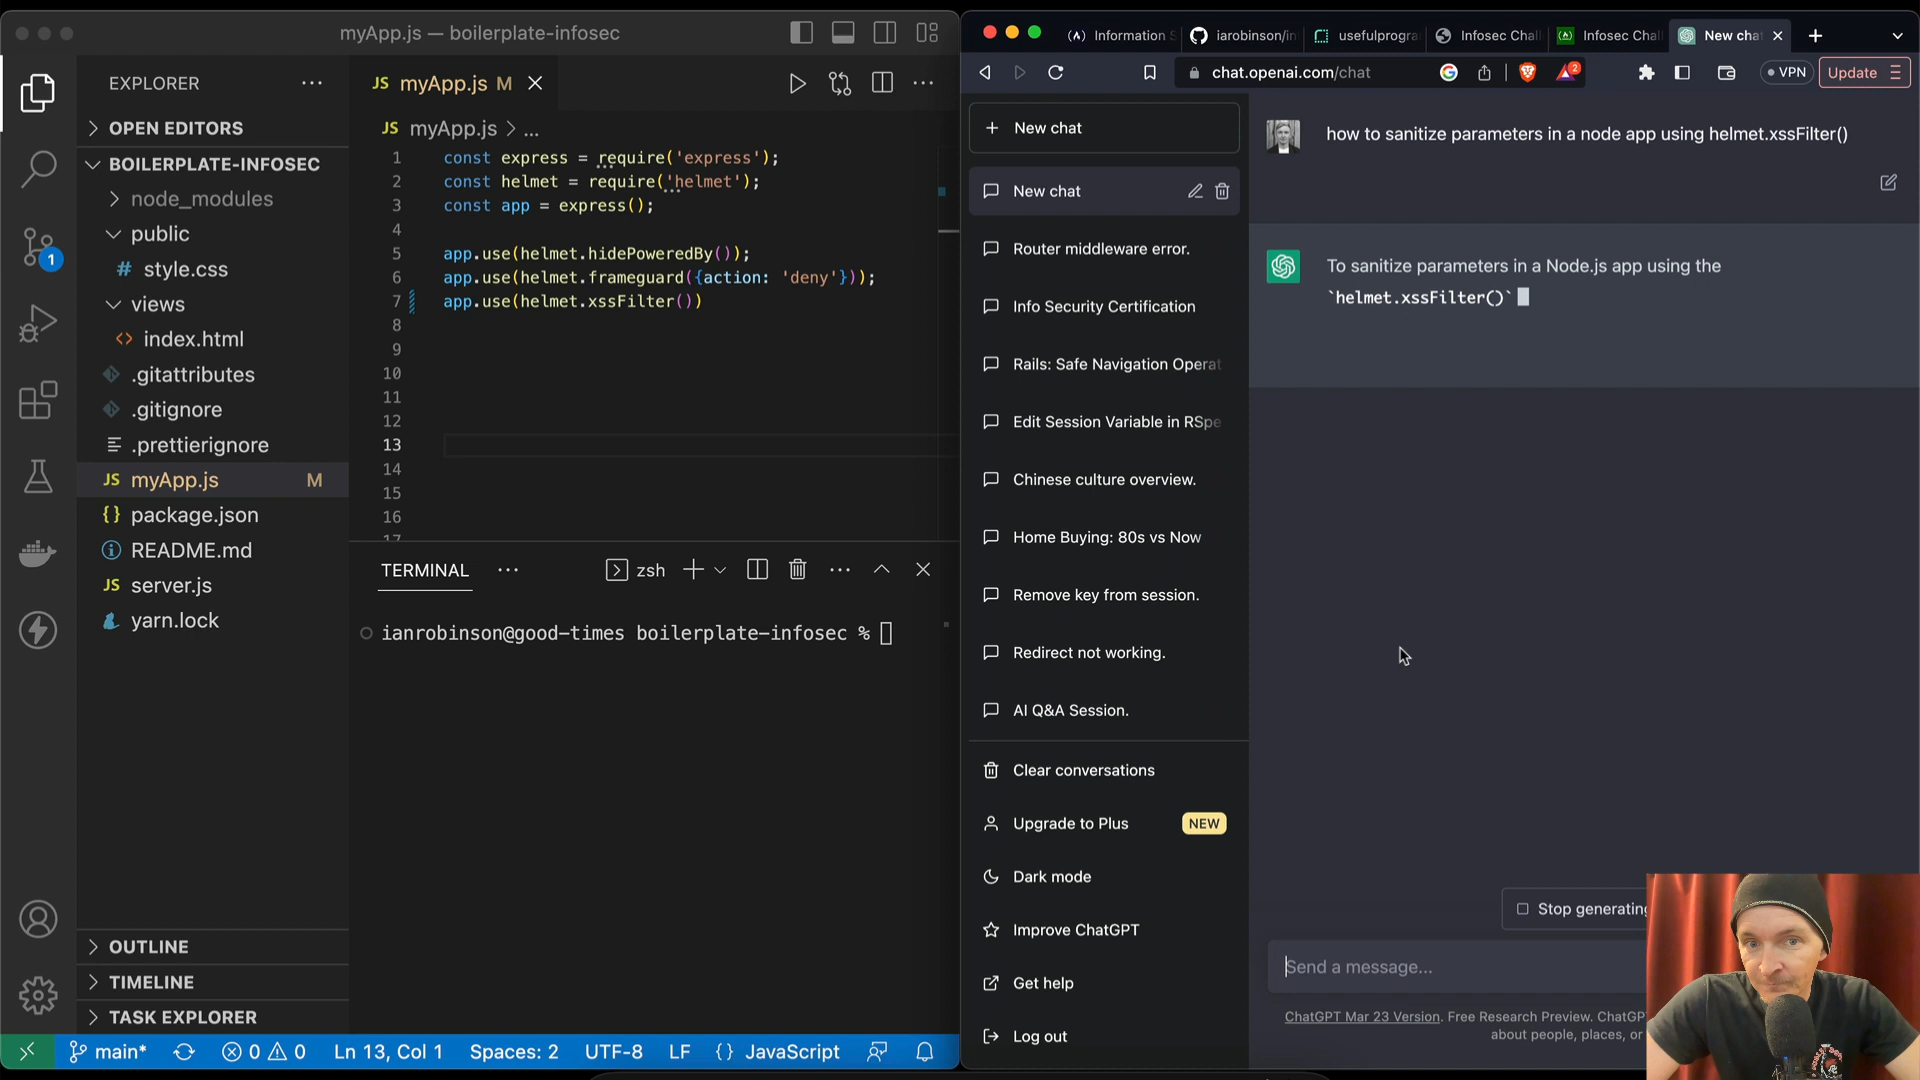 myApp.js — boilerplate-infosec
EXPLORER
OPEN EDITORS
BOILERPLATE-INFOSEC
node_modules
public
# style.css
views
<> index.html
.gitattributes
.gitignore
.prettierignore
JS myApp.js M
{} package.json
README.md
JS server.js
yarn.lock
1
OUTLINE
TIMELINE
TASK EXPLORER
JS myApp.js M
JS myApp.js > ...
1 const express = require('express');
2 const helmet = require('helmet');
3 const app = express();
4
5 app.use(helmet.hidePoweredBy());
6 app.use(helmet.frameguard({action: 'deny'}));
7 app.use(helmet.xssFilter())
8
9
10
11
12
13
14
15
16
17
TERMINAL
zsh
ianrobinson@good-times boilerplate-infosec %
main*
0 0
Ln 13, Col 1
Spaces: 2
UTF-8
LF
{} JavaScript
(A) Information S
iarobinson/in
usefulprogra
Infosec Chal
(A) Infosec Chal
New cha
chat.openai.com/chat
2
VPN
Update
+ New chat
New chat
Router middleware error.
Info Security Certification
Rails: Safe Navigation Operat
Edit Session Variable in RSpe
Chinese culture overview.
Home Buying: 80s vs Now
Remove key from session.
Redirect not working.
AI Q&A Session.
Clear conversations
Upgrade to Plus NEW
Dark mode
Improve ChatGPT
Get help
Log out
how to sanitize parameters in a node app using helmet.xssFilter()
To sanitize parameters in a Node.js app using the
`helmet.xssFilter()`
Stop generating
Send a message...
ChatGPT Mar 23 Version. Free Research Preview. ChatGP
about people, places, or